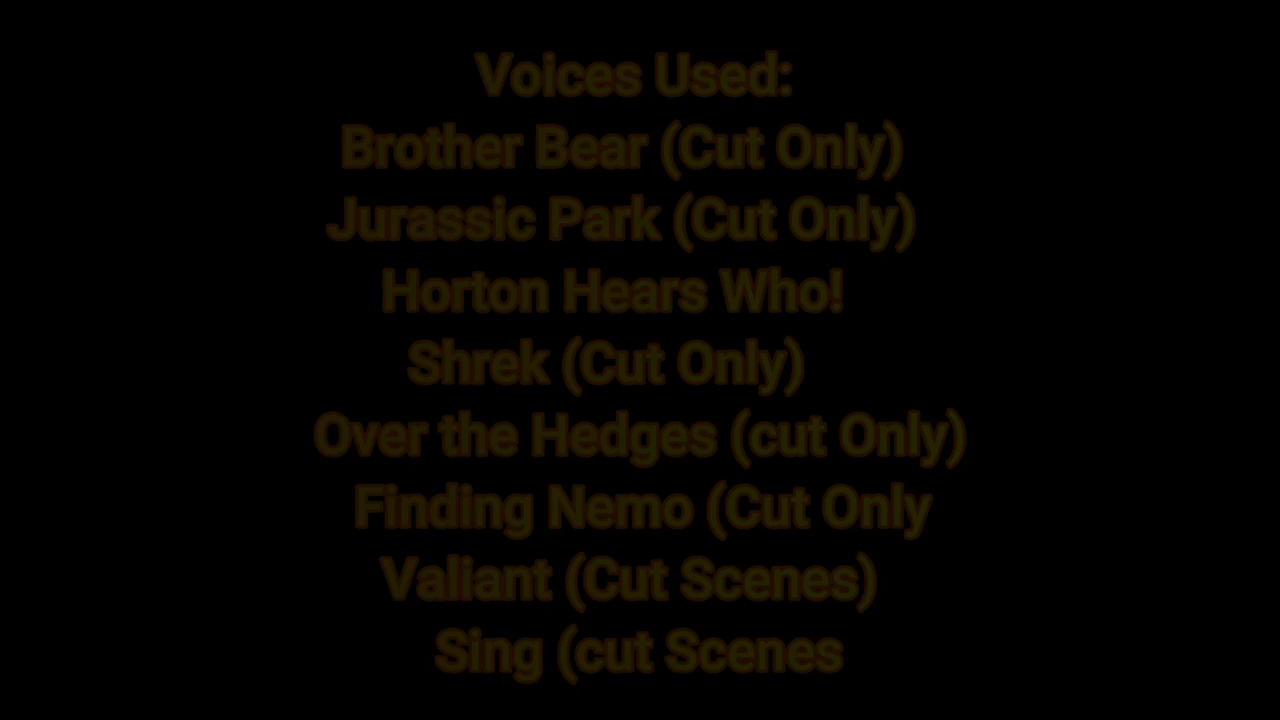 Voices Used:
Brother Bear (Cut Only)
Jurassic Park (Cut Only)
Horton Hears Who!
Shrek (Cut Only)
Over the Hedges (cut Only)
Finding Nemo (Cut Only
Valiant (Cut Scenes)
Sing (cut Scenes